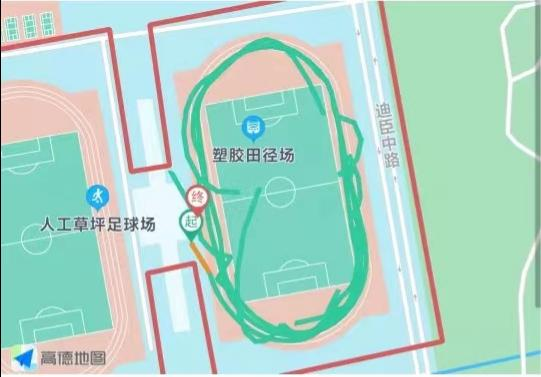 迪臣中路
塑胶田径场
终
起
人工草坪足球场
高德地图